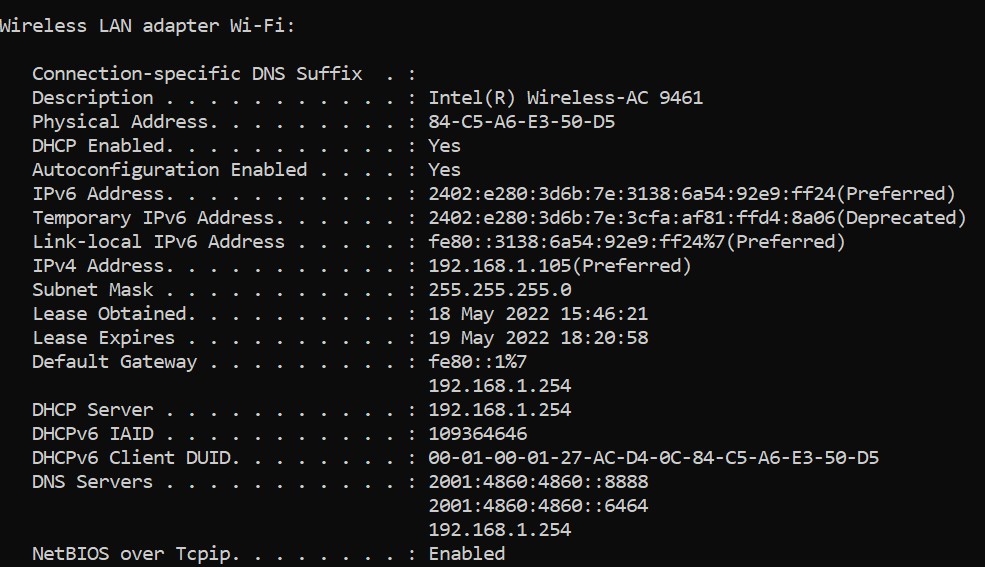 Wireless LAN adapter Wi-Fi:
Connection-specific DNS Suffix  . :
Description . . . . . . . . . . . : Intel(R) Wireless-AC 9461
Physical Address. . . . . . . . . : 84-C5-A6-E3-50-D5
DHCP Enabled. . . . . . . . . . . : Yes
Autoconfiguration Enabled . . . . : Yes
IPv6 Address. . . . . . . . . . . : 2402:e280:3d6b:7e:3138:6a54:92e9:ff24(Preferred)
Temporary IPv6 Address. . . . . . : 2402:e280:3d6b:7e:3cfa:af81:ffd4:8a06(Deprecated)
Link-local IPv6 Address . . . . . : fe80::3138:6a54:92e9:ff24%7(Preferred)
IPv4 Address. . . . . . . . . . . : 192.168.1.105(Preferred)
Subnet Mask . . . . . . . . . . . : 255.255.255.0
Lease Obtained. . . . . . . . . . : 18 May 2022 15:46:21
Lease Expires . . . . . . . . . . : 19 May 2022 18:20:58
Default Gateway . . . . . . . . . : fe80::1%7
192.168.1.254
DHCP Server . . . . . . . . . . . : 192.168.1.254
DHCPv6 IAID . . . . . . . . . . . : 109364646
DHCPv6 Client DUID. . . . . . . . : 00-01-00-01-27-AC-D4-0C-84-C5-A6-E3-50-D5
DNS Servers . . . . . . . . . . . : 2001:4860:4860::8888
2001:4860:4860::6464
192.168.1.254
NetBIOS over Tcpip. . . . . . . . : Enabled